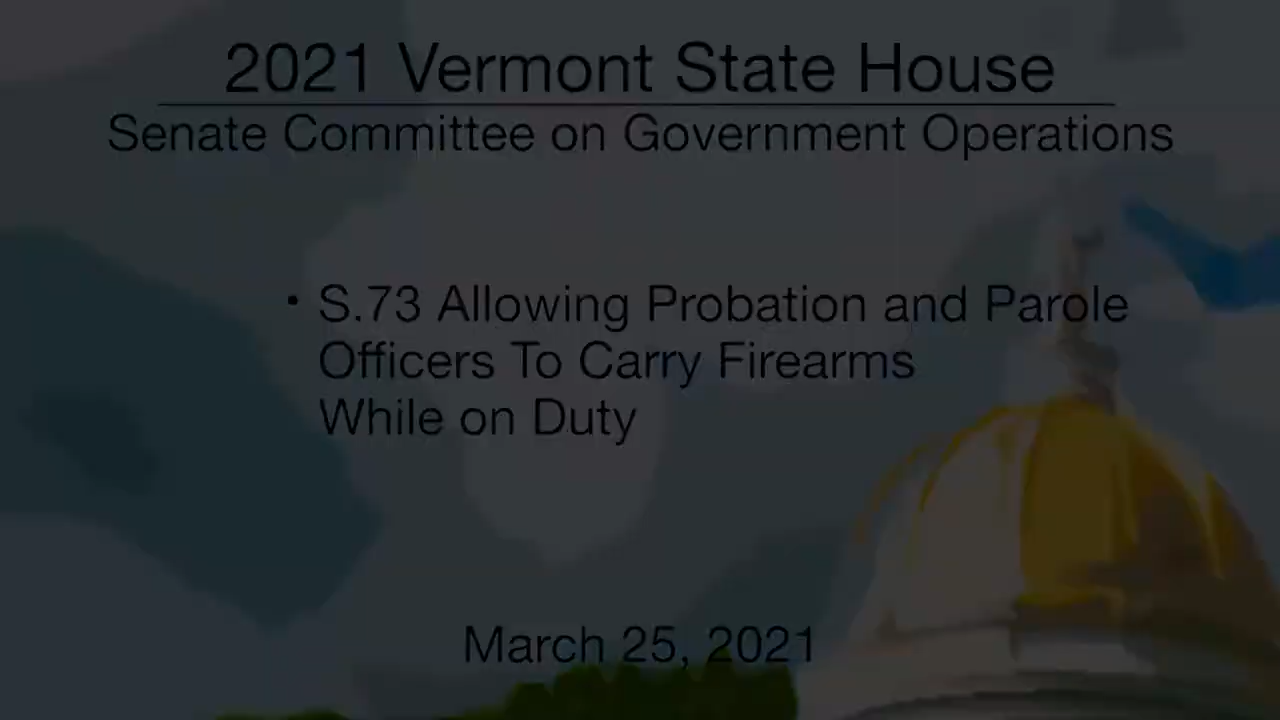 2021 Vermont State House
Senate Committee on Government Operations
• S.73 Allowing Probation and Parole
Officers To Carry Firearms
While on Duty
March 25, 2021